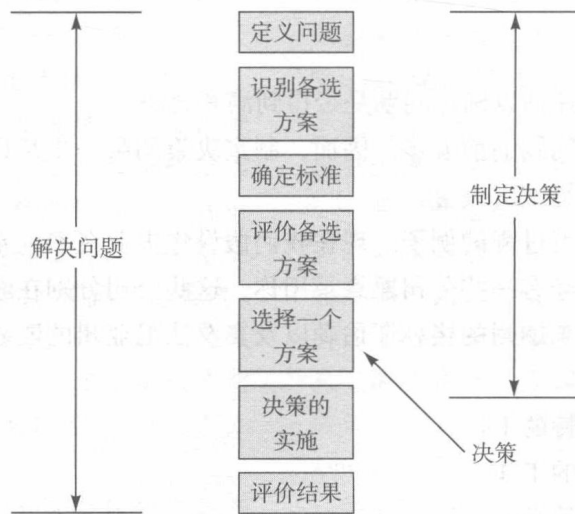 定义问题
识别备选
方案
确定标准
制定决策
评价备选
方案
解决问题
选择一个
方案
决策的
实施
决策
评价结果